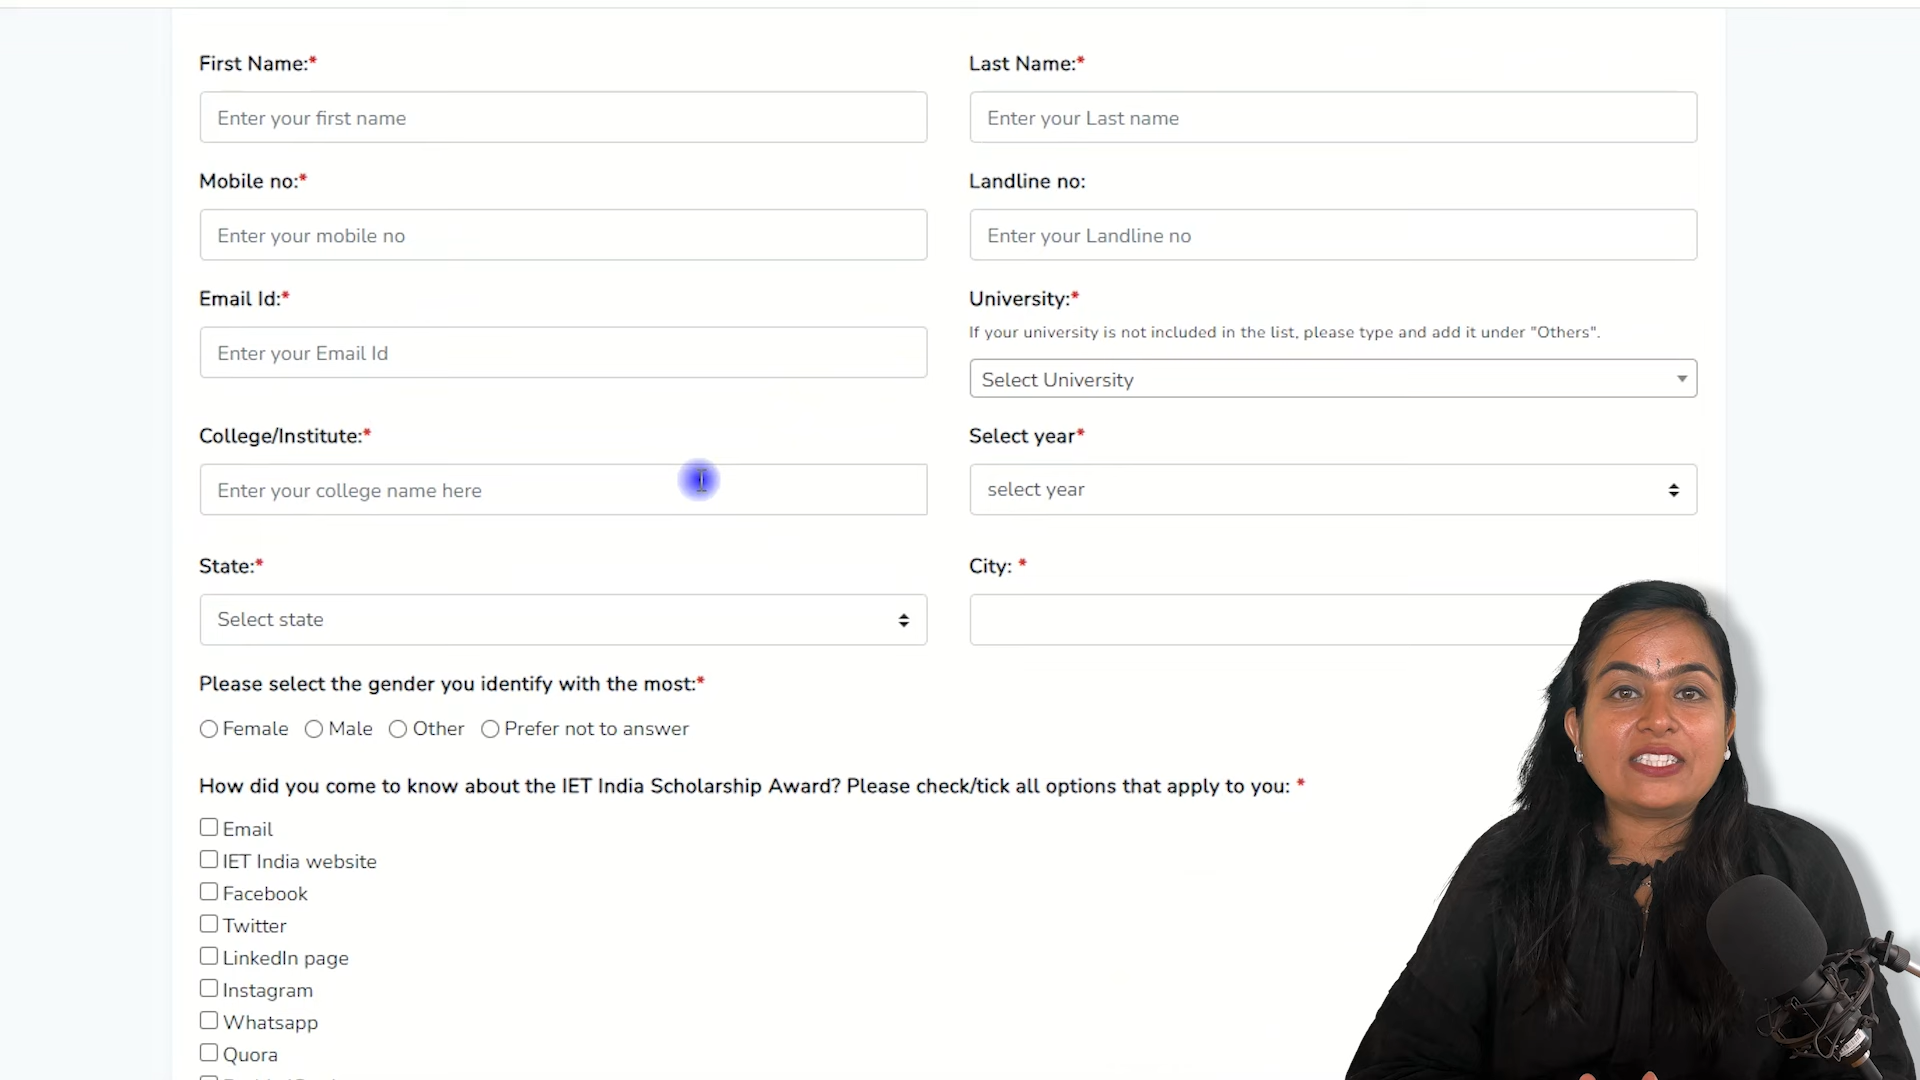 First Name:*
Last Name:*
Enter your first name
Enter your Last name
Mobile no:*
Landline no:
Enter your mobile no
Enter your Landline no
Email Id:*
University:*
If your university is not included in the list, please type and add it under "Others".
Enter your Email Id
Select University
College/Institute:*
Select year*
Enter your college name here
select year
State:*
City: *
Select state
Please select the gender you identify with the most:*
Female Male Other Prefer not to answer
How did you come to know about the IET India Scholarship Award? Please check/tick all options that apply to you: *
Email
IET India website
Facebook
Twitter
LinkedIn page
Instagram
Whatsapp
Quora